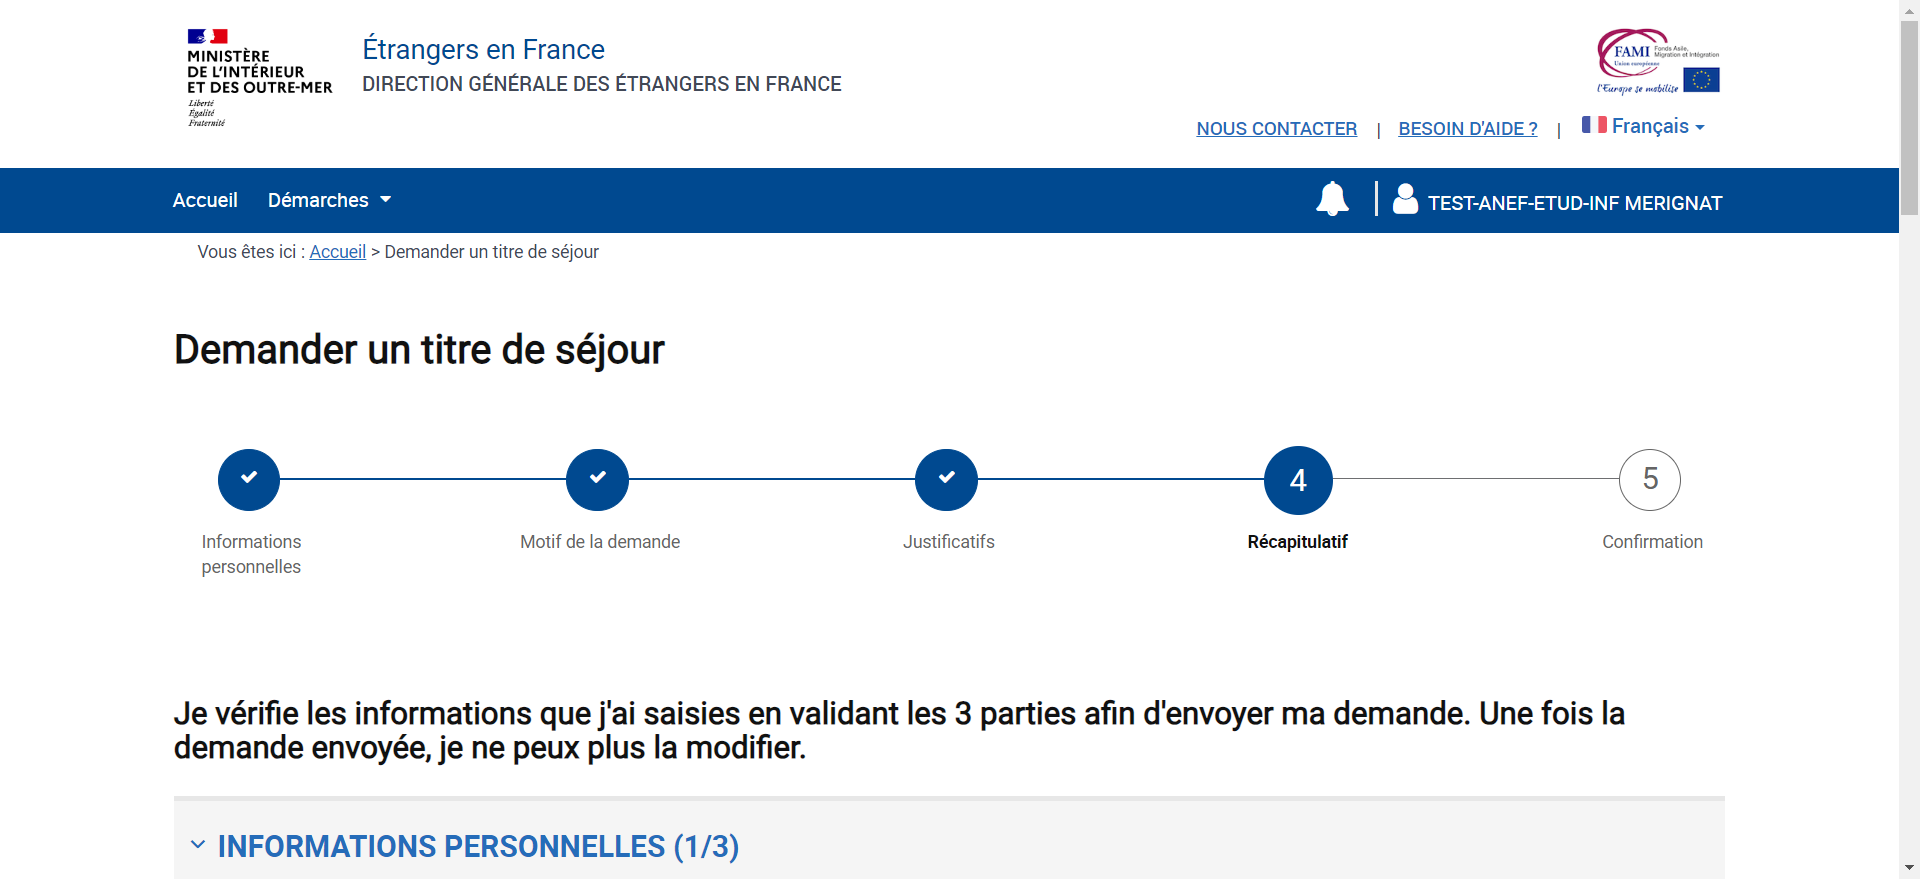 MINISTÈRE
DE L'INTÉRIEUR
ET DES OUTRE-MER
Liberté
Égalité
Fraternité
Étrangers en France
DIRECTION GÉNÉRALE DES ÉTRANGERS EN FRANCE
FAMI
Fonds Asile,
Migration et Intégration
Union européenne
l'Europe se mobilise
NOUS CONTACTER | BESOIN D'AIDE ? | Français
Accueil Démarches
TEST-ANEF-ETUD-INF MERIGNAT
Vous êtes ici : Accueil > Demander un titre de séjour
Demander un titre de séjour
4
5
Informations
personnelles
Motif de la demande
Justificatifs
Récapitulatif
Confirmation
Je vérifie les informations que j'ai saisies en validant les 3 parties afin d'envoyer ma demande. Une fois la
demande envoyée, je ne peux plus la modifier.
INFORMATIONS PERSONNELLES (1/3)